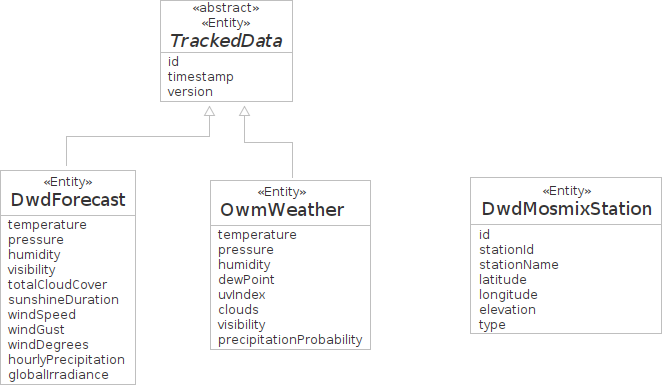 «abstract»
«Entity»
TrackedData
id
timestamp
version
«Entity»
DwdForecast
temperature
pressure
humidity
visibility
totalCloudCover
sunshineDuration
windSpeed
windGust
windDegrees
hourlyPrecipitation
globalIrradiance
«Entity»
OwmWeather
temperature
pressure
humidity
dewPoint
uvIndex
clouds
visibility
precipitationProbability
«Entity»
DwdMosmixStation
id
stationId
stationName
latitude
longitude
elevation
type